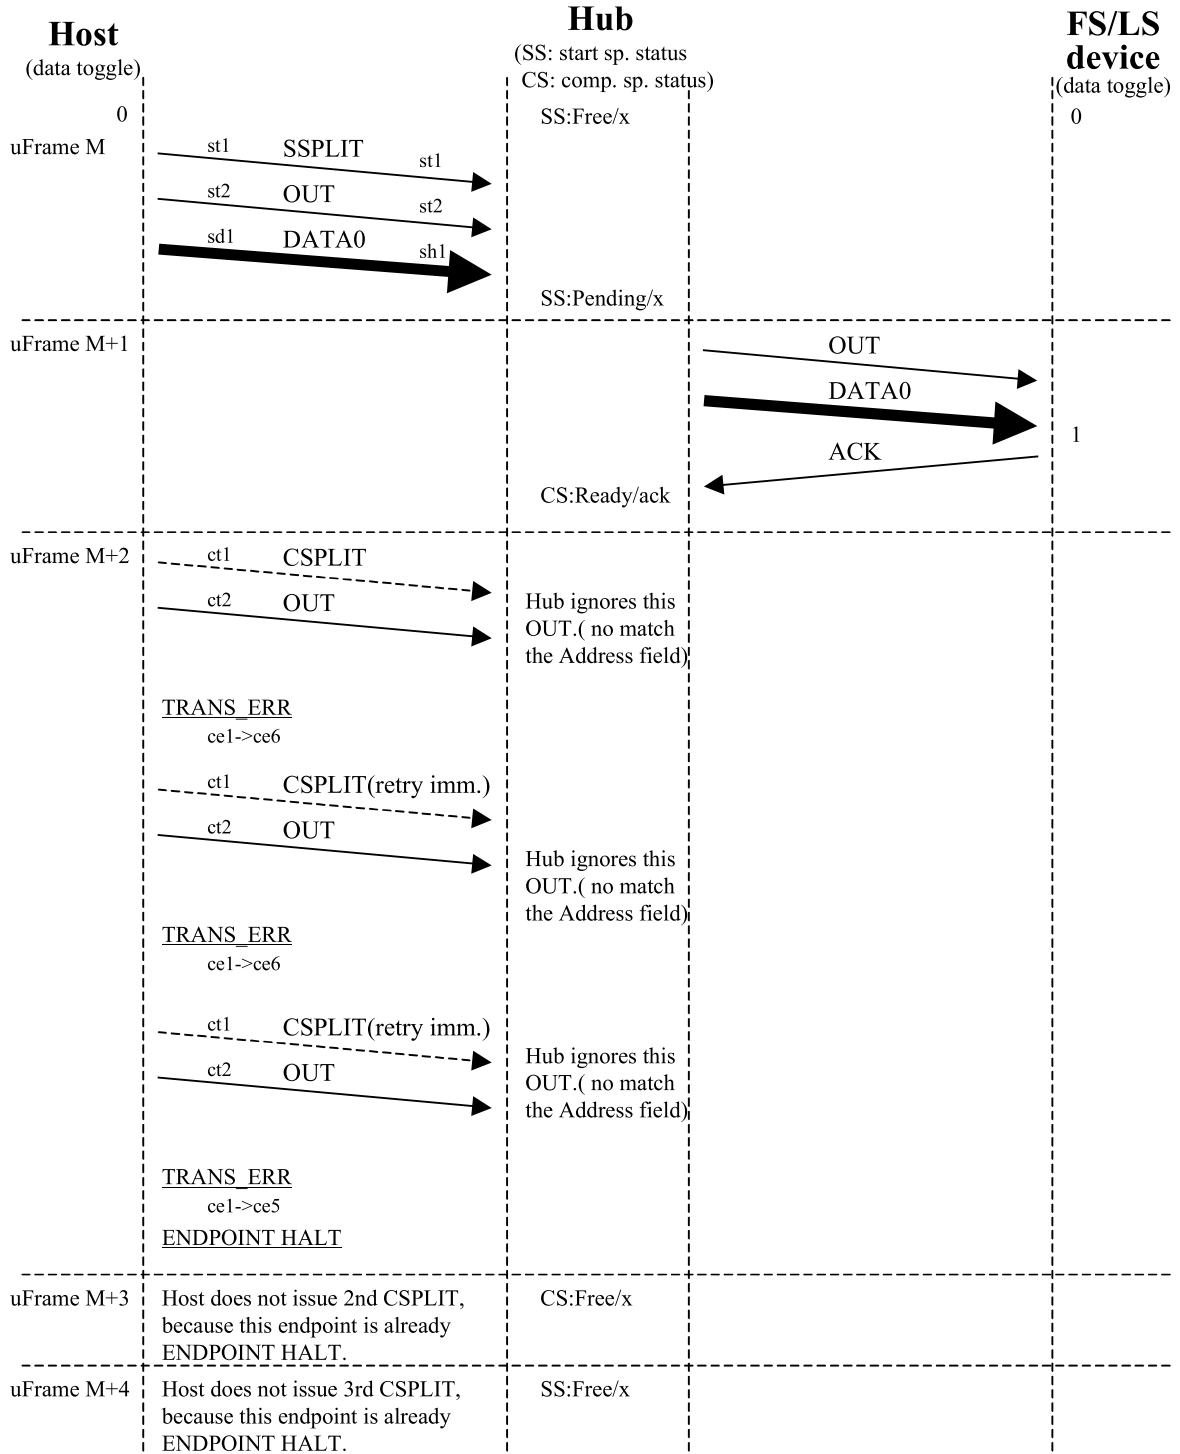 Host
(data toggle)
Hub
(SS: start sp. status
CS: comp. sp. status)
FS/LS
device
(data toggle)
0
SS:Free/x
0
uFrame M
st1
SSPLIT
st1
st2
OUT
st2
sd1
DATA0
sh1
SS:Pending/x
uFrame M+1
OUT
DATA0
1
ACK
CS:Ready/ack
uFrame M+2
ct1
CSPLIT
ct2
OUT
Hub ignores this
OUT.( no match
the Address field)
TRANS_ERR
ce1->ce6
ct1
CSPLIT(retry imm.)
ct2
OUT
Hub ignores this
OUT.( no match
the Address field)
TRANS_ERR
ce1->ce6
ct1
CSPLIT(retry imm.)
ct2
OUT
Hub ignores this
OUT.( no match
the Address field)
TRANS_ERR
ce1->ce5
ENDPOINT HALT
uFrame M+3
Host does not issue 2nd CSPLIT,
because this endpoint is already
ENDPOINT HALT.
CS:Free/x
uFrame M+4
Host does not issue 3rd CSPLIT,
because this endpoint is already
ENDPOINT HALT.
SS:Free/x